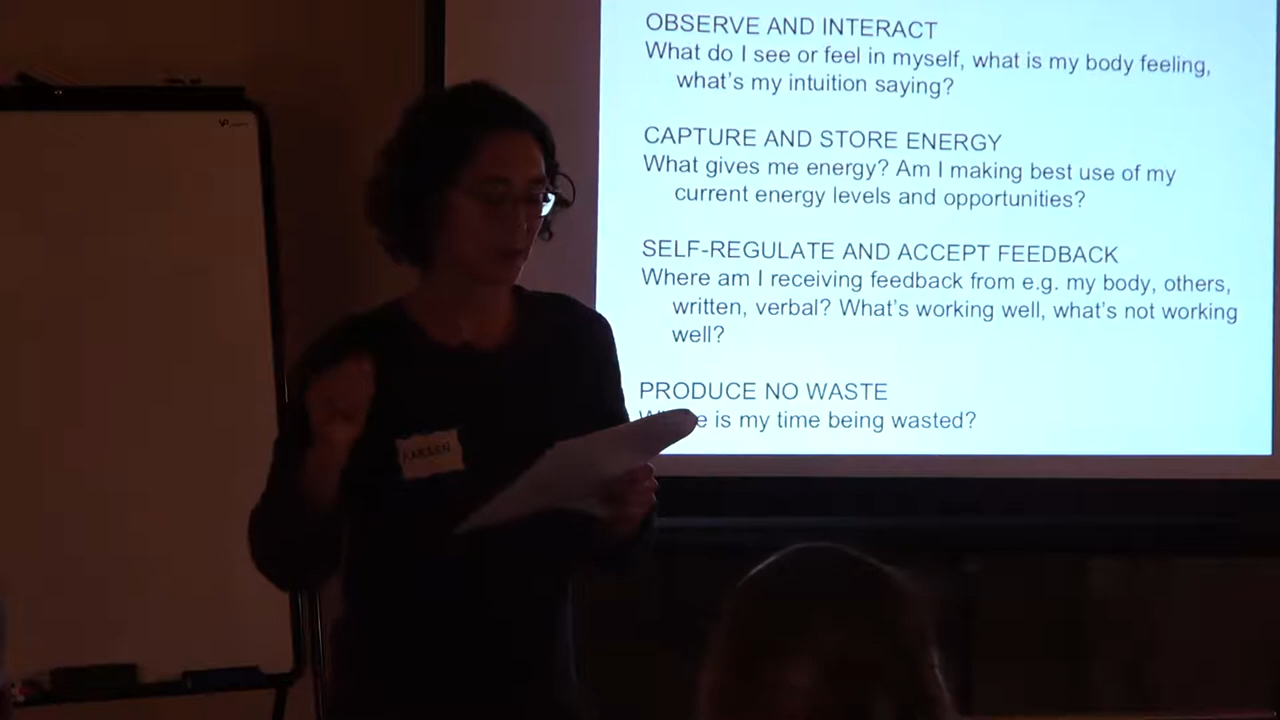 OBSERVE AND INTERACT
What do I see or feel in myself, what is my body feeling,
what's my intuition saying?
CAPTURE AND STORE ENERGY
What gives me energy? Am I making best use of my
current energy levels and opportunities?
SELF-REGULATE AND ACCEPT FEEDBACK
Where am I receiving feedback from e.g. my body, others,
written, verbal? What's working well, what's not working
well?
PRODUCE NO WASTE
is my time being wasted?